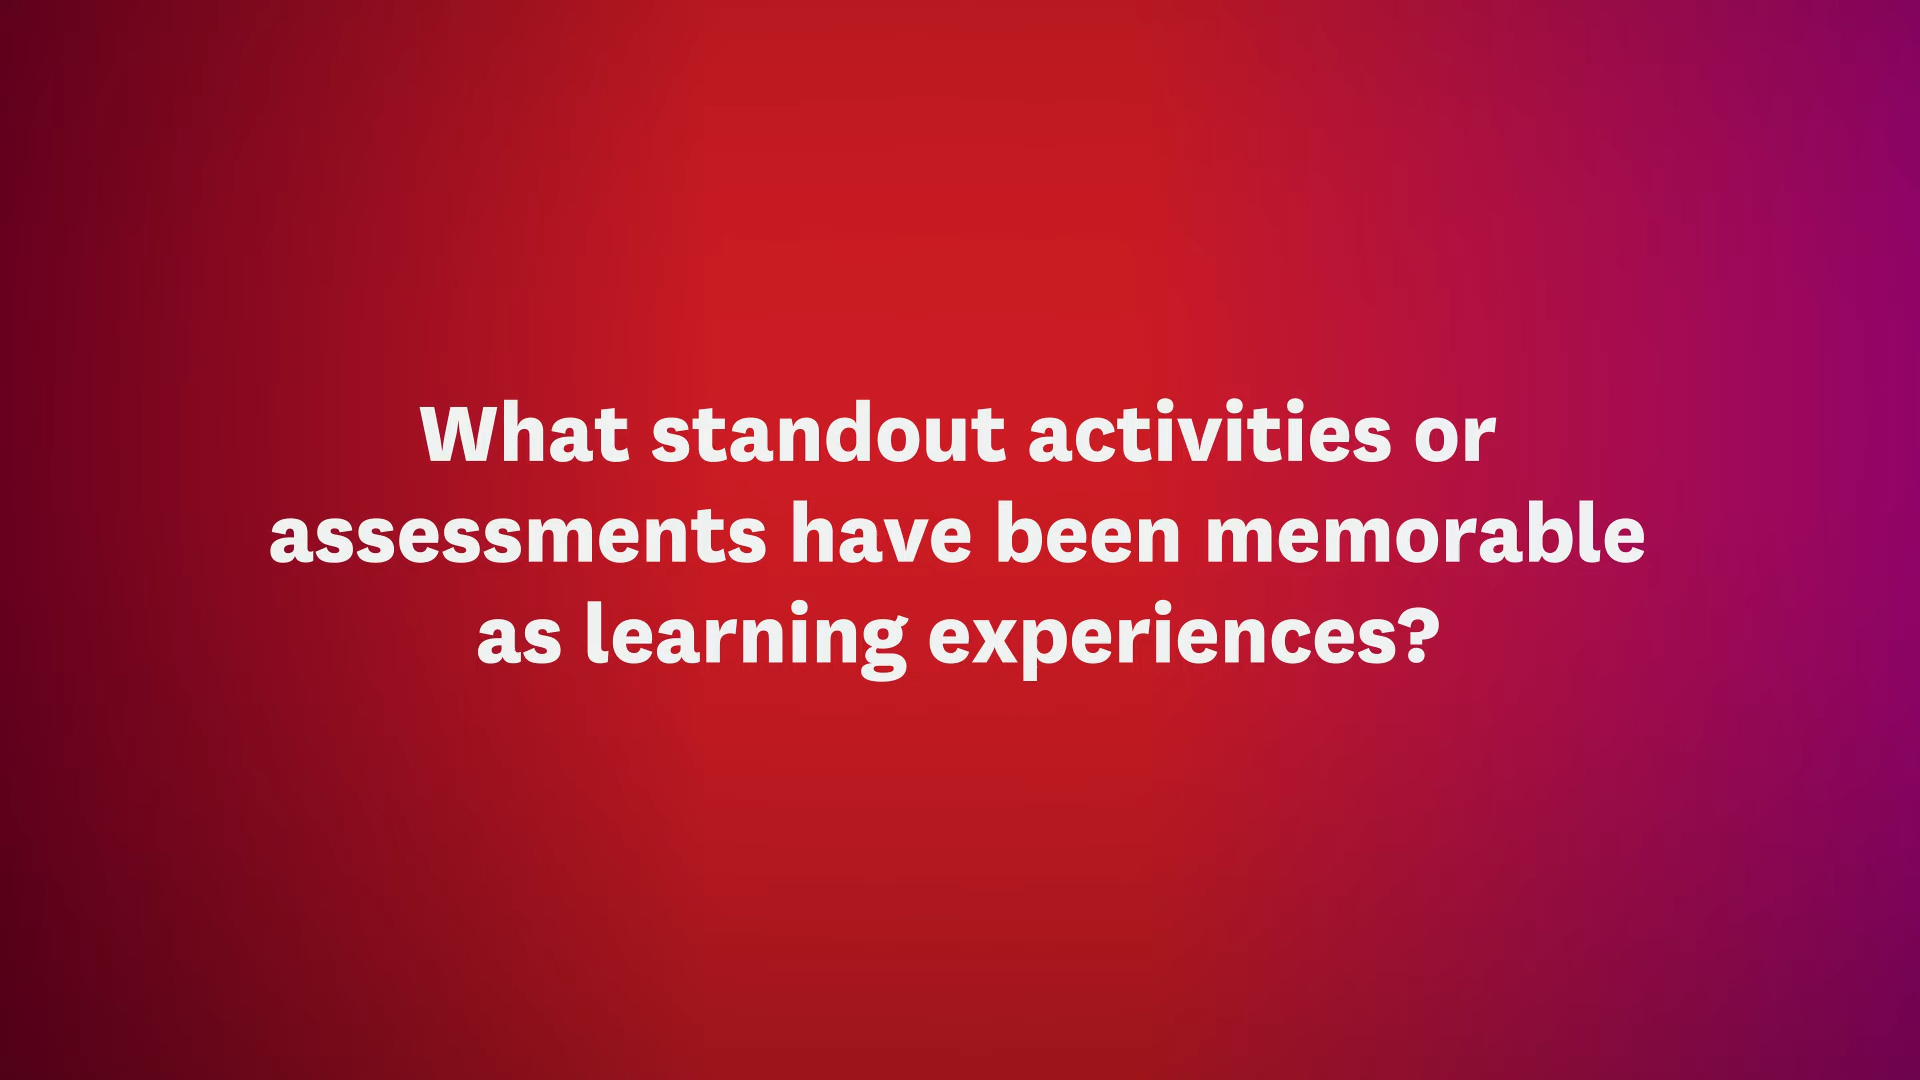 What standout activities or
assessments have been memorable
as learning experiences?